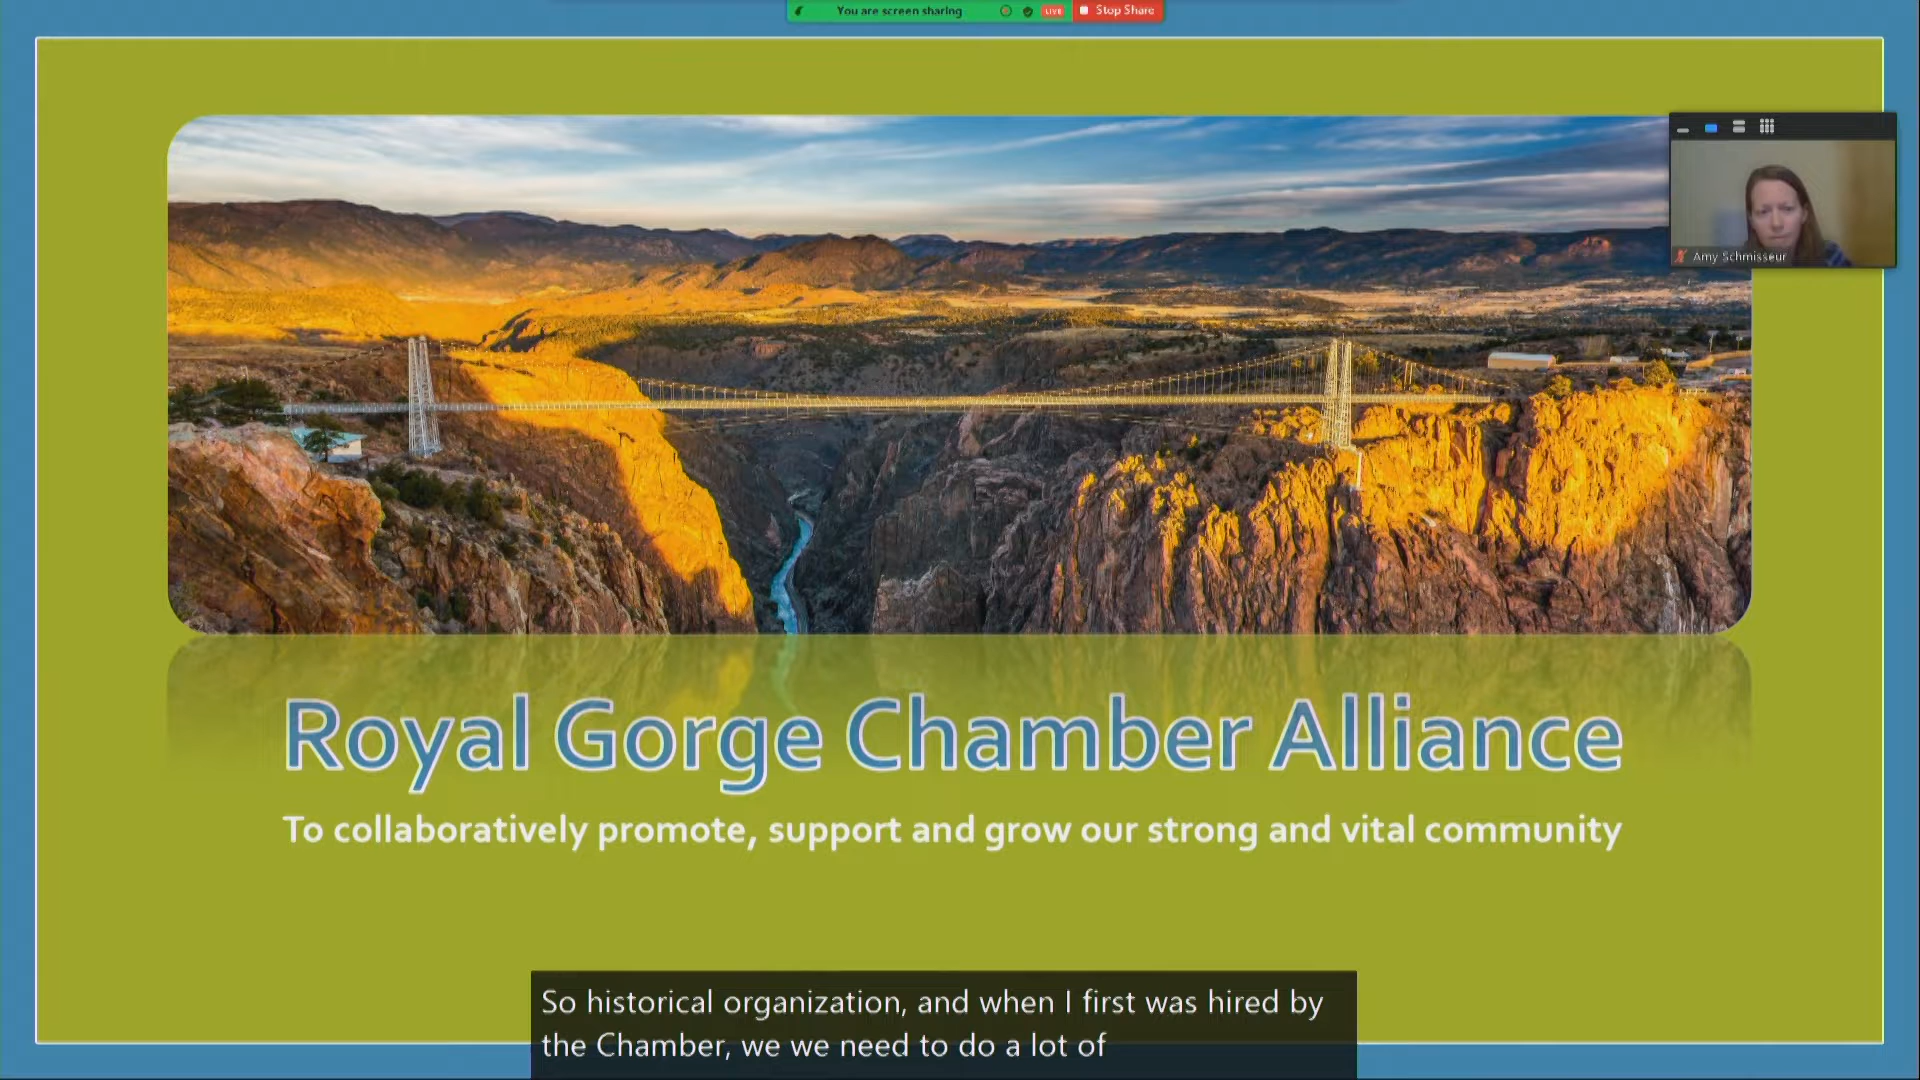 You are screen sharing
LIVE
Stop Share
Amy Schmisseur
Royal Gorge Chamber Alliance
To collaboratively promote, support and grow our strong and vital community
So historical organization, and when I first was hired by
the Chamber, we we need to do a lot of